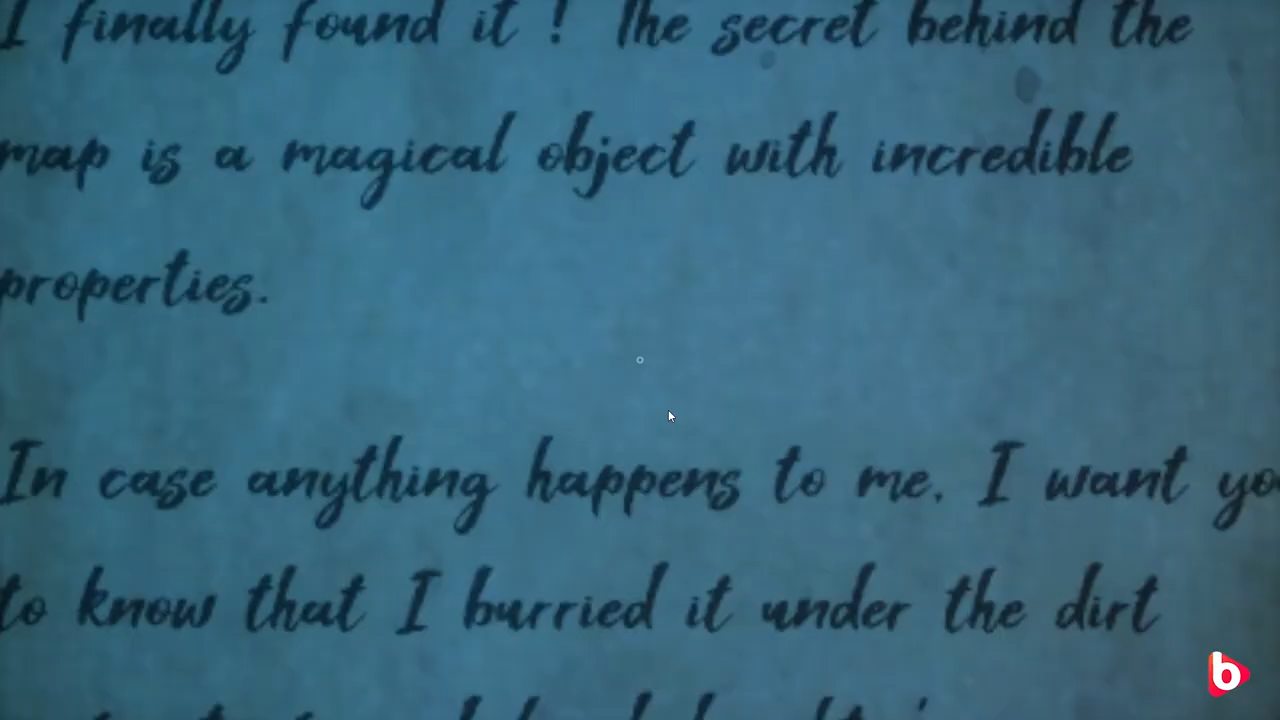 I finally found it ! The secret behind the
map is a magical object with incredible
properties.
In case anything happens to me, I want yo
to know that I burried it under the dirt
b